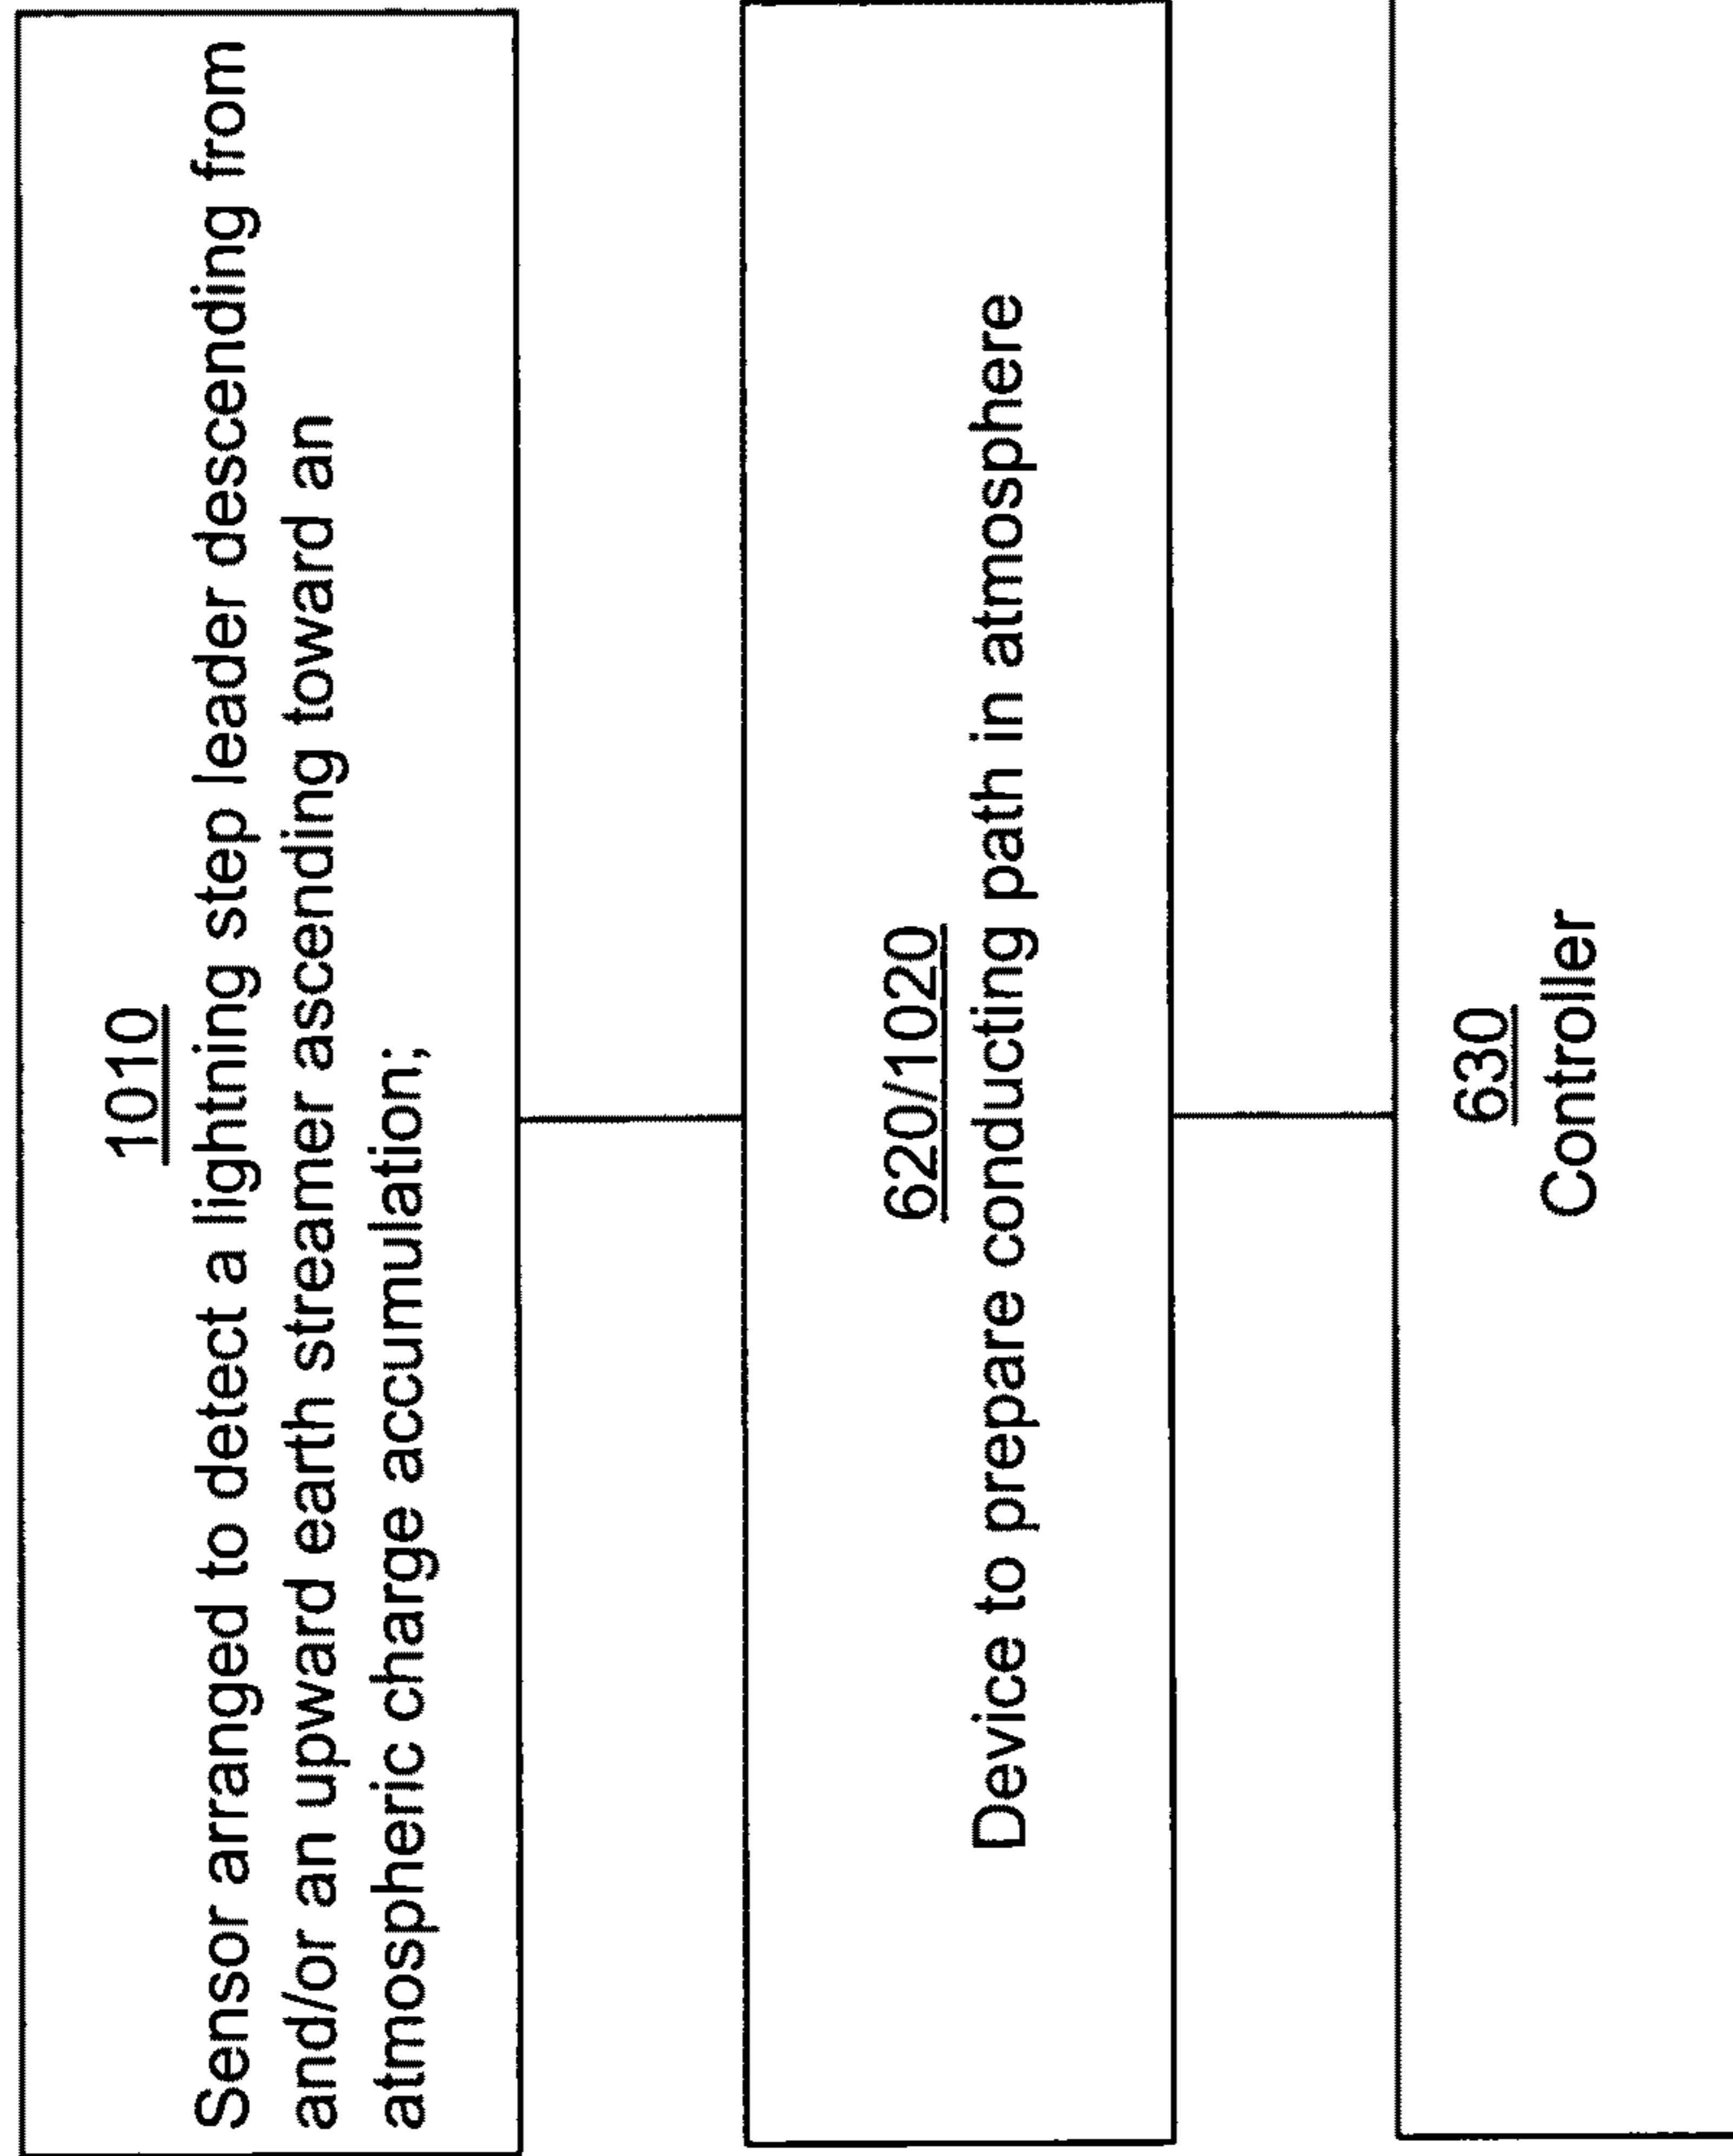 1010
Sensor arranged to detect a lightning step leader descending from
and/or an upward earth streamer ascending toward an
atmospheric charge accumulation;
620/1020
Device to prepare conducting path in atmosphere
630
Controller